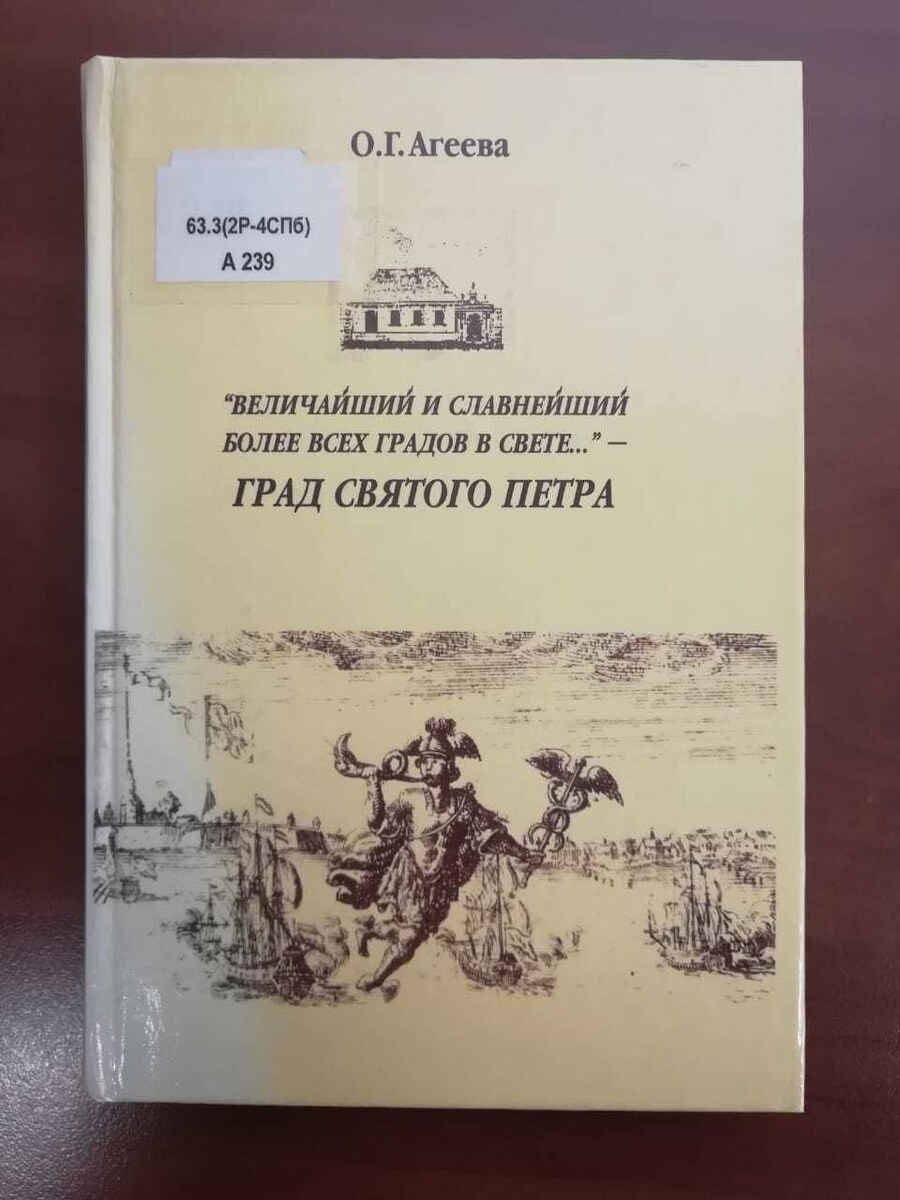 О.Г.Агеева
63.3(2Р-4СПб)
А 239
“ВЕЛИЧАЙШИЙ И СЛАВНЕЙШИЙ
БОЛЕЕ ВСЕХ ГРАДОВ В СВЕТЕ...” —
ГРАД СВЯТОГО ПЕТРА